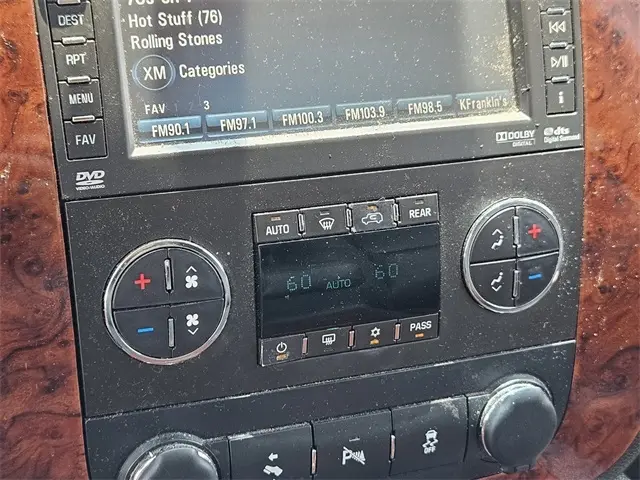 DEST
RPT
MENU
FAV
Hot Stuff (76)
Rolling Stones
XM Categories
FAV 3
FM90.1 FM97.1 FM100.3 FM103.9 FM98.5 KFrankln's
DVD
VIDEO/AUDIO
DOLBY
DIGITAL
dts
Digital Surround
AUTO
REAR
60 AUTO 60
PASS
OFF